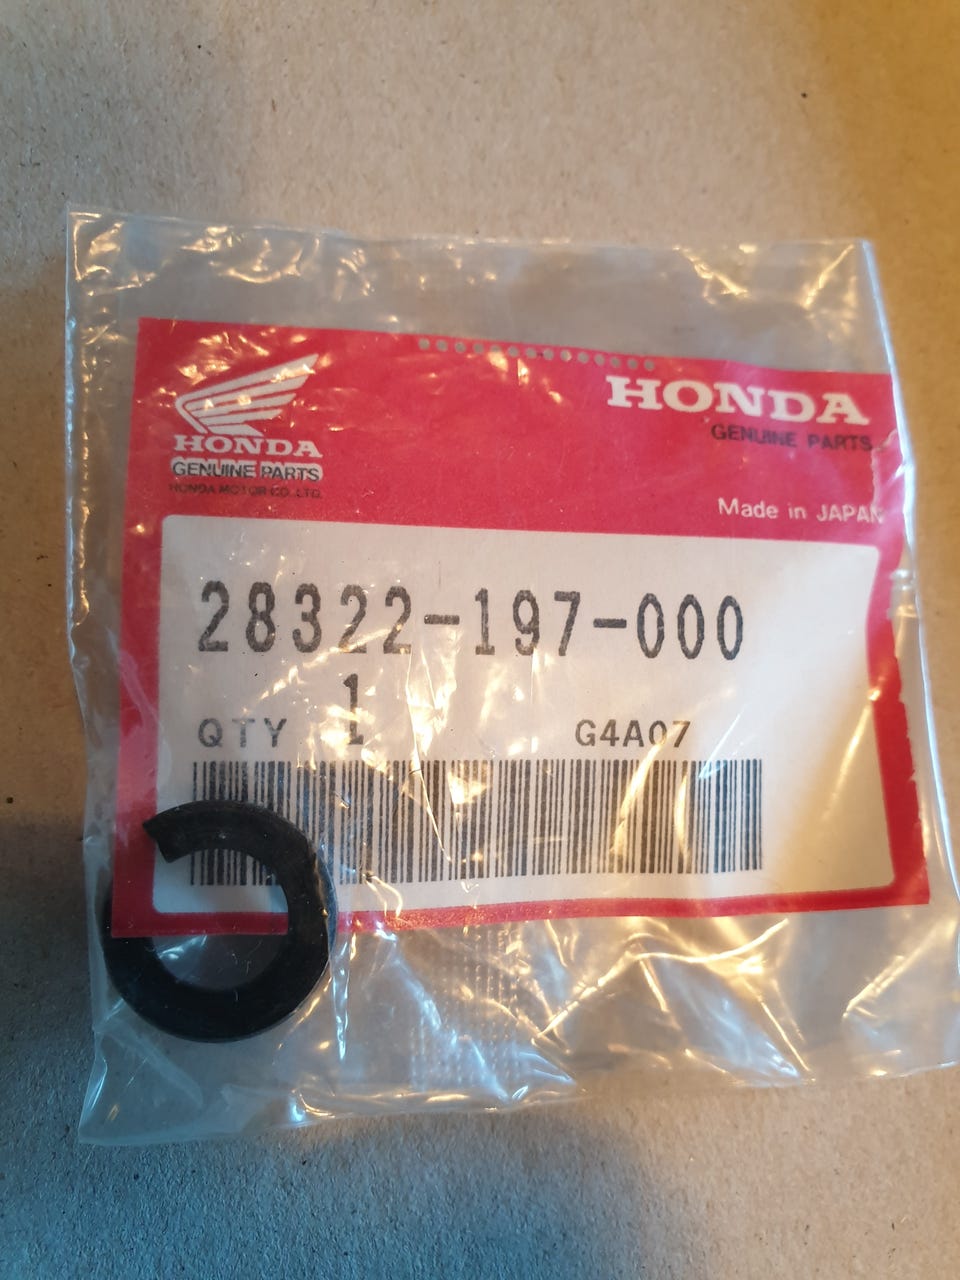 HONDA
GENUINE PARTS
HONDA MOTOR CO., LTD.
HONDA
GENUINE PARTS
Made in JAPAN
28322-197-000
1
QTY 1 G4A07